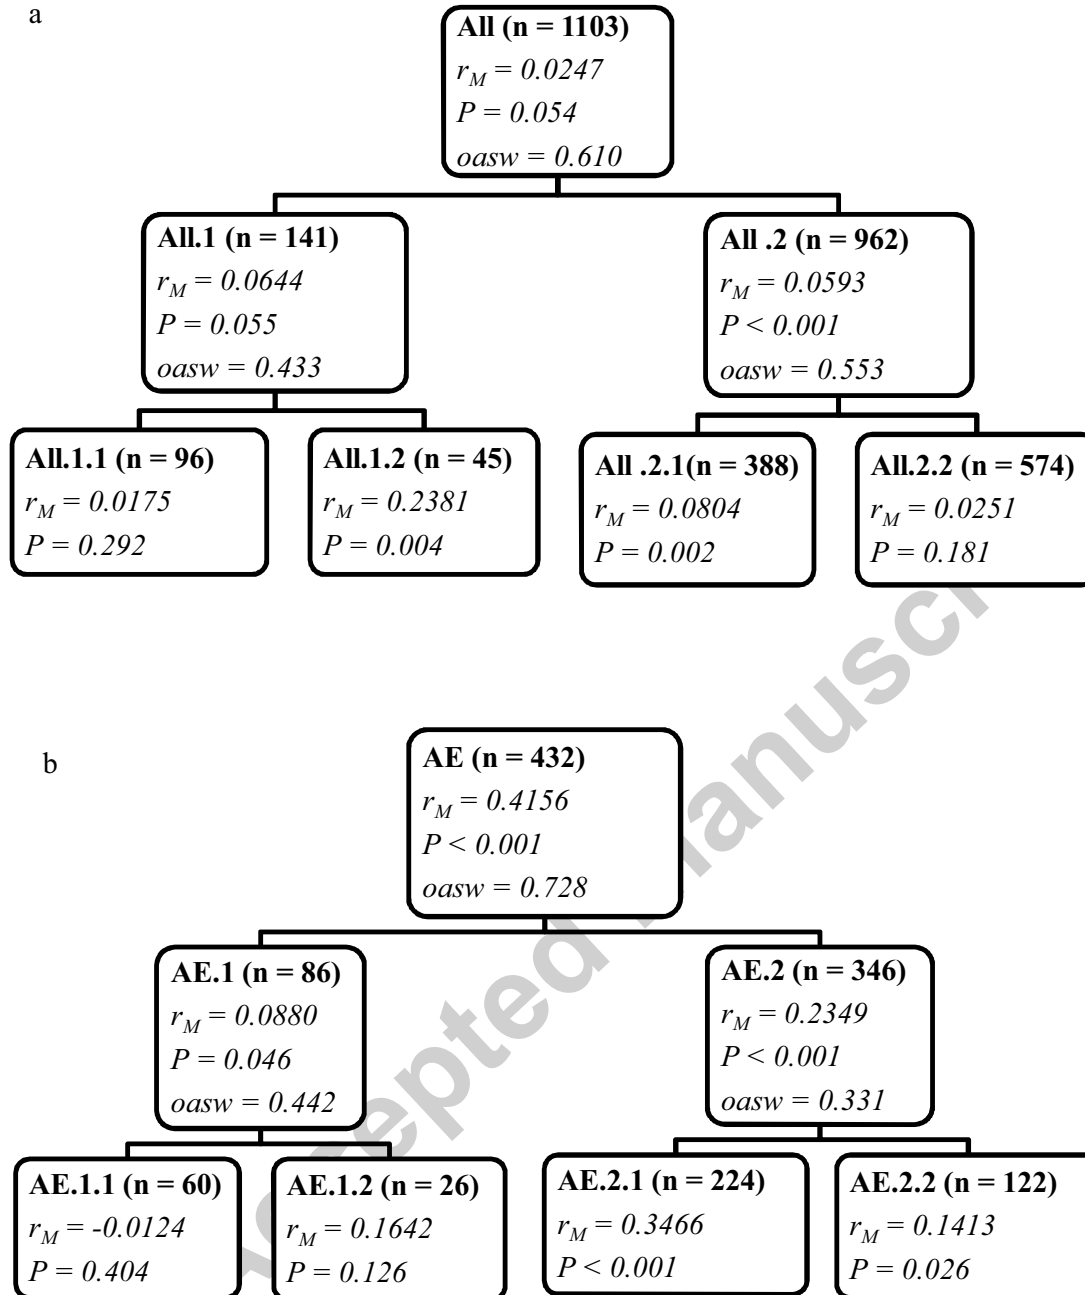 a
All (n = 1103)
r_M = 0.0247
P = 0.054
oasw = 0.610
All.1 (n = 141)
r_M = 0.0644
P = 0.055
oasw = 0.433
All .2 (n = 962)
r_M = 0.0593
P < 0.001
oasw = 0.553
All.1.1 (n = 96)
r_M = 0.0175
P = 0.292
All.1.2 (n = 45)
r_M = 0.2381
P = 0.004
All .2.1(n = 388)
r_M = 0.0804
P = 0.002
All.2.2 (n = 574)
r_M = 0.0251
P = 0.181
b
AE (n = 432)
r_M = 0.4156
P < 0.001
oasw = 0.728
AE.1 (n = 86)
r_M = 0.0880
P = 0.046
oasw = 0.442
AE.2 (n = 346)
r_M = 0.2349
P < 0.001
oasw = 0.331
AE.1.1 (n = 60)
r_M = -0.0124
P = 0.404
AE.1.2 (n = 26)
r_M = 0.1642
P = 0.126
AE.2.1 (n = 224)
r_M = 0.3466
P < 0.001
AE.2.2 (n = 122)
r_M = 0.1413
P = 0.026